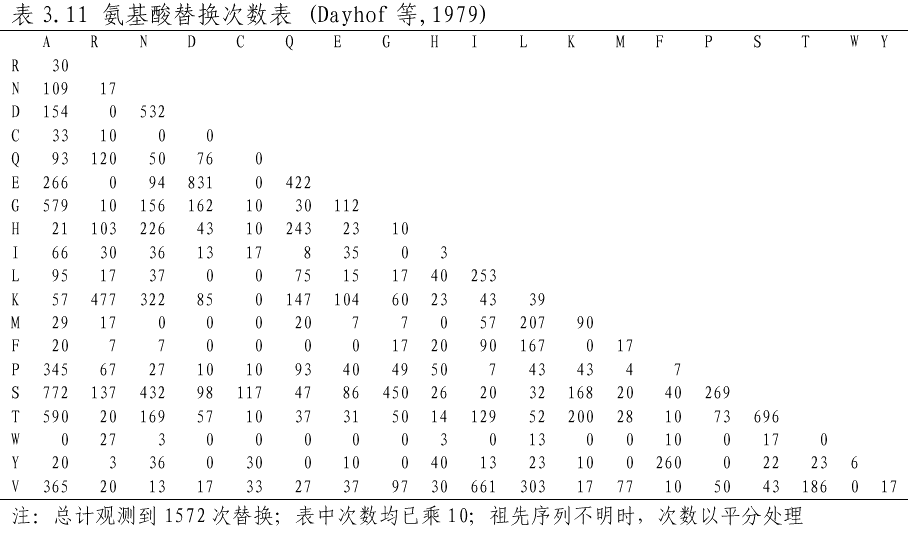 表 3.11 氨基酸替换次数表 (Dayhof 等,1979)
A R N D C Q E G H I L K M F P S T W Y
R 30
N 109 17
D 154 0 532
C 33 10 0 0
Q 93 120 50 76 0
E 266 0 94 831 0 422
G 579 10 156 162 10 30 112
H 21 103 226 43 10 243 23 10
I 66 30 36 13 17 8 35 0 3
L 95 17 37 0 0 75 15 17 40 253
K 57 477 322 85 0 147 104 60 23 43 39
M 29 17 0 0 0 20 7 7 0 57 207 90
F 20 7 7 0 0 0 0 17 20 90 167 0 17
P 345 67 27 10 10 93 40 49 50 7 43 43 4 7
S 772 137 432 98 117 47 86 450 26 20 32 168 20 40 269
T 590 20 169 57 10 37 31 50 14 129 52 200 28 10 73 696
W 0 27 3 0 0 0 0 0 3 0 13 0 0 10 0 17 0
Y 20 3 36 0 30 0 10 0 40 13 23 10 0 260 0 22 23 6
V 365 20 13 17 33 27 37 97 30 661 303 17 77 10 50 43 186 0 17
注: 总计观测到 1572 次替换; 表中次数均已乘 10; 祖先序列不明时, 次数以平分处理